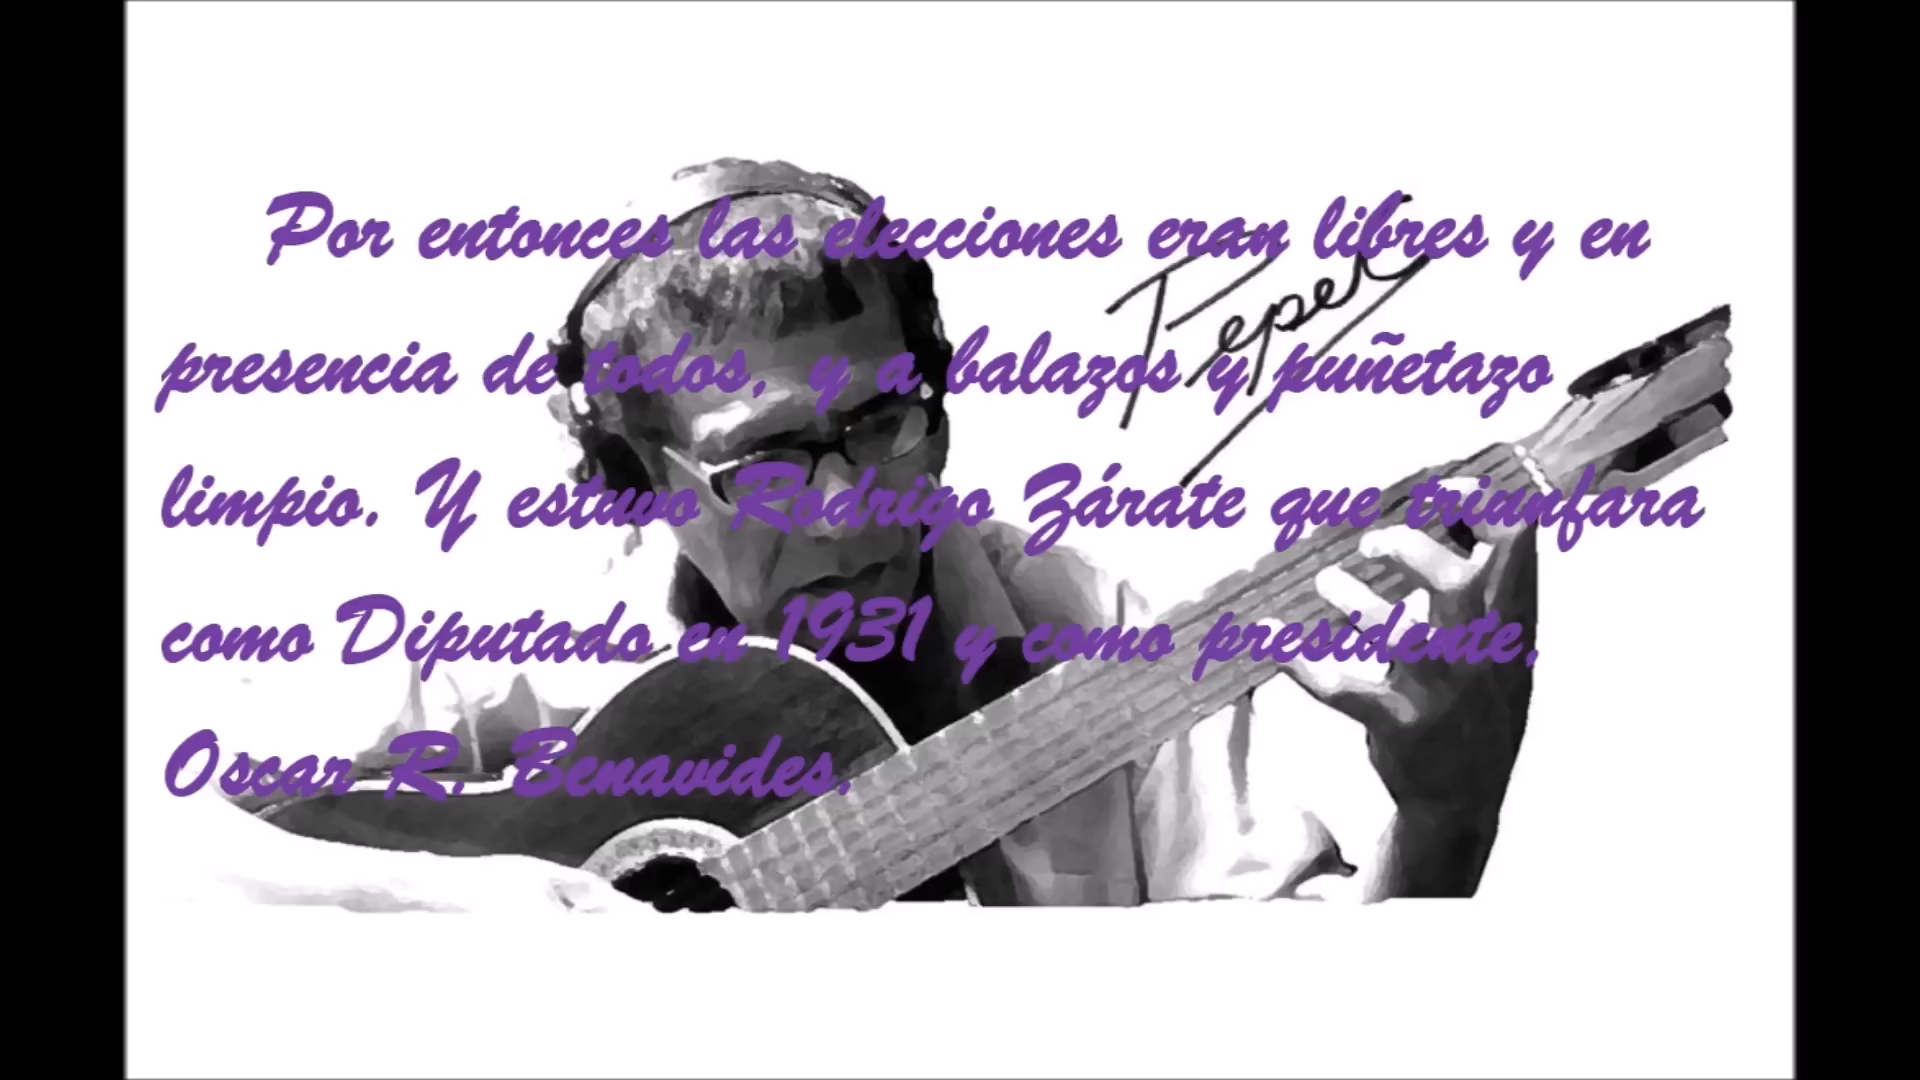 Por entonces las elecciones eran libres y en
Peper
presencia de todos, y a balazos y puñetazo
limpio. Y estuvo Rodrigo Zárate que triunfara
como Diputado en 1931 y como presidente,
Oscar R. Benavides.